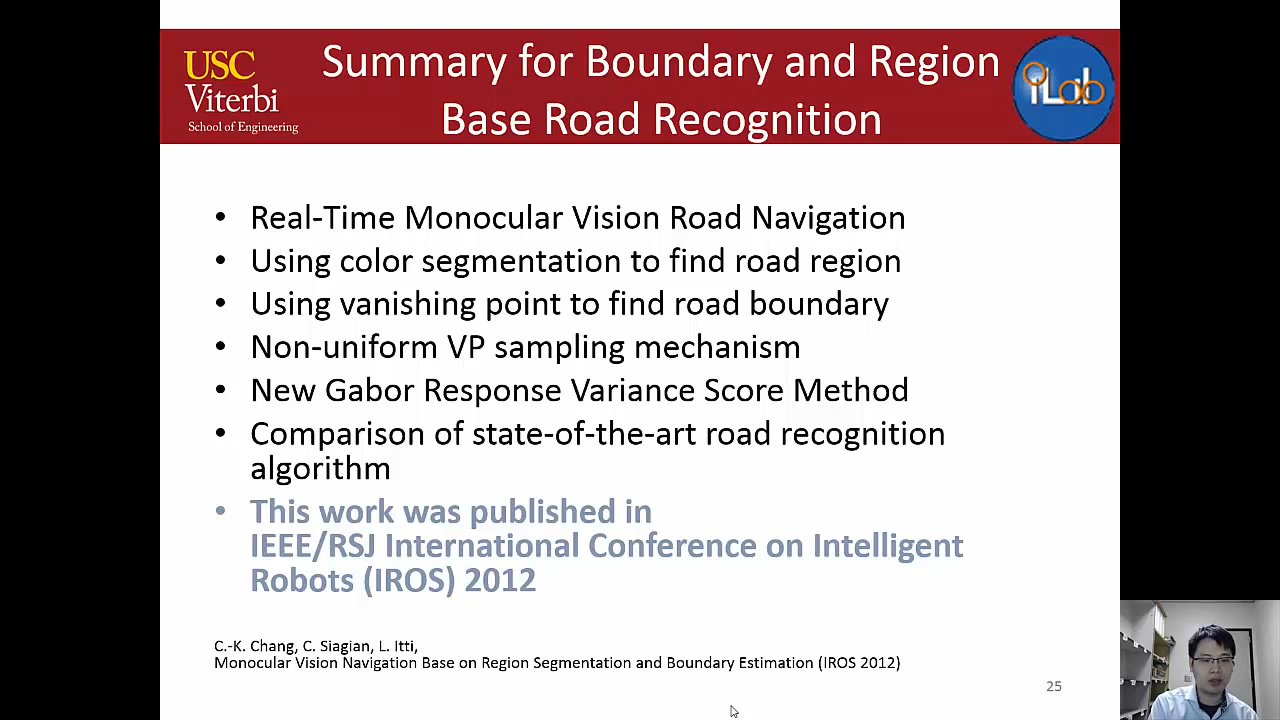 USC
Viterbi
School of Engineering
Summary for Boundary and Region
Base Road Recognition
iLab
• Real-Time Monocular Vision Road Navigation
• Using color segmentation to find road region
• Using vanishing point to find road boundary
• Non-uniform VP sampling mechanism
• New Gabor Response Variance Score Method
• Comparison of state-of-the-art road recognition
algorithm
• This work was published in
IEEE/RSJ International Conference on Intelligent
Robots (IROS) 2012
C.-K. Chang, C. Siagian, L. Itti,
Monocular Vision Navigation Base on Region Segmentation and Boundary Estimation (IROS 2012)
25